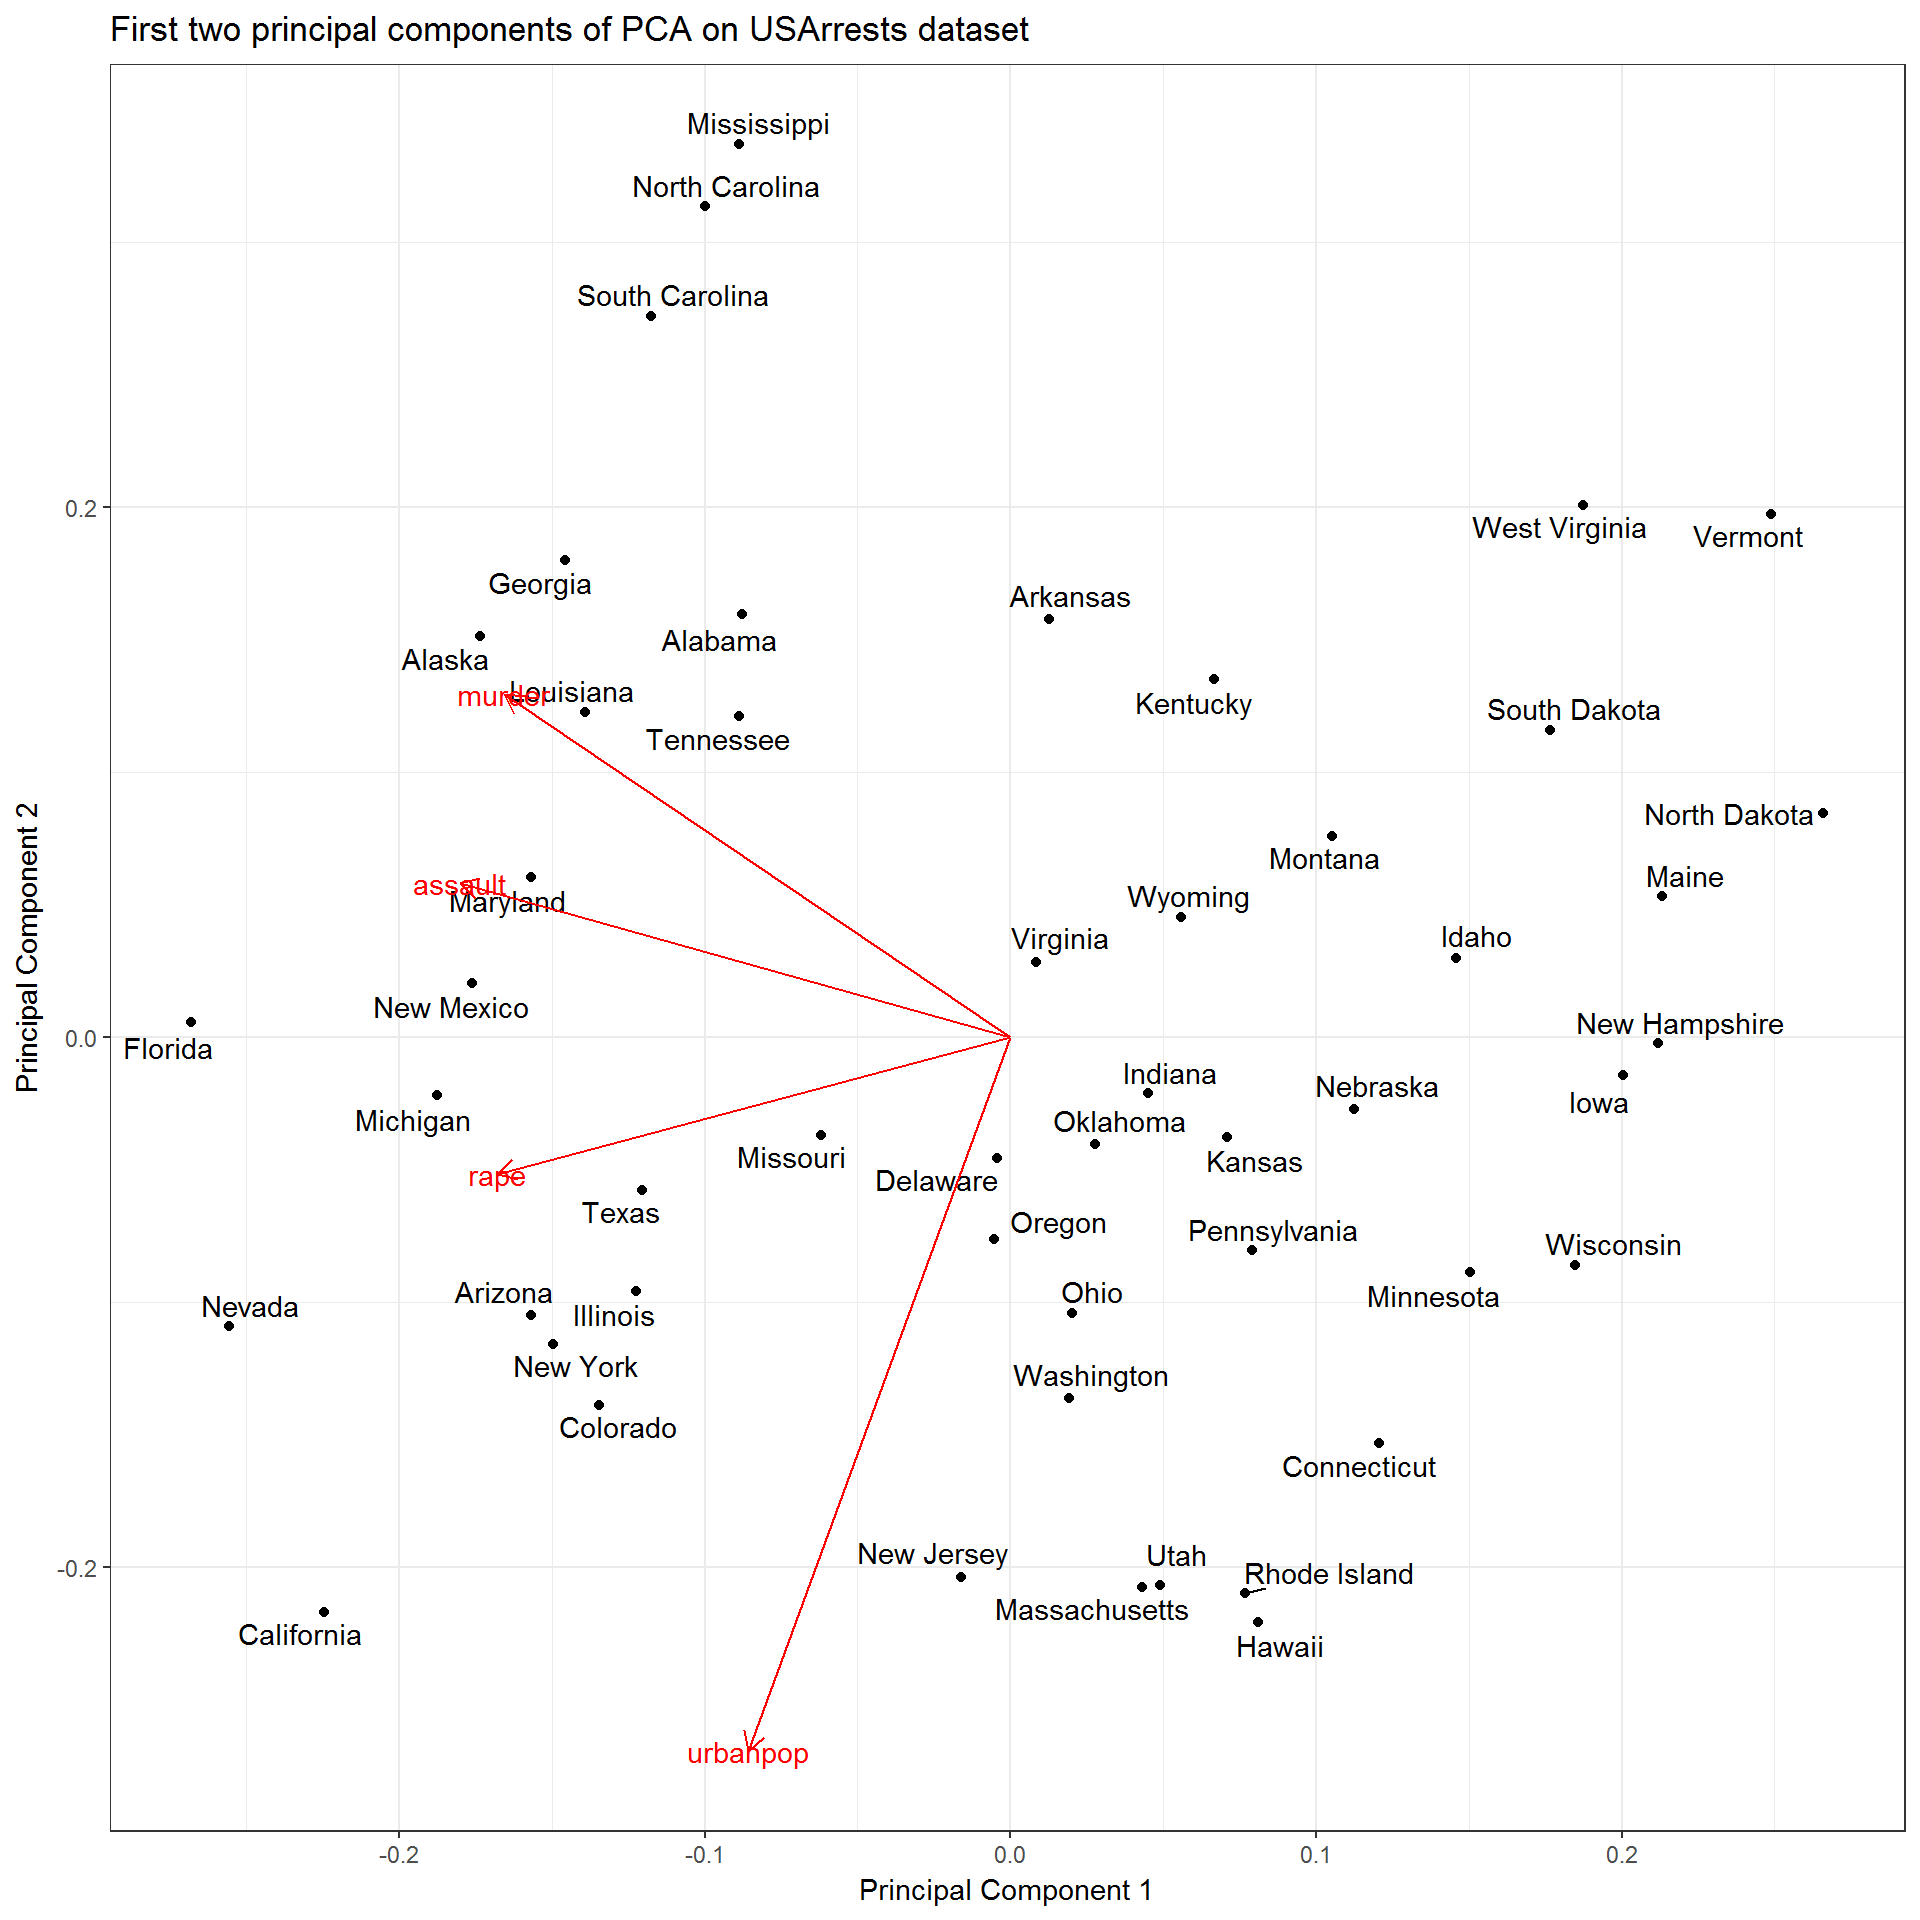 First two principal components of PCA on USArrests dataset
Mississippi
North Carolina
South Carolina
0.2
West Virginia
Vermont
Georgia
Arkansas
Alabama
Alaska
murder
Louisiana
Kentucky
South Dakota
Tennessee
North Dakota
Montana
Maine
assault
Maryland
Wyoming
Virginia
Idaho
Principal Component 2
New Mexico
New Hampshire
0.0
Florida
Indiana
Nebraska
Iowa
Michigan
Oklahoma
Missouri
Kansas
rape
Delaware
Texas
Oregon
Pennsylvania
Wisconsin
Arizona
Ohio
Minnesota
Nevada
Illinois
New York
Washington
Colorado
Connecticut
New Jersey
Utah
-0.2
Rhode Island
Massachusetts
California
Hawaii
urbanpop
-0.2
-0.1
0.0
0.1
0.2
Principal Component 1